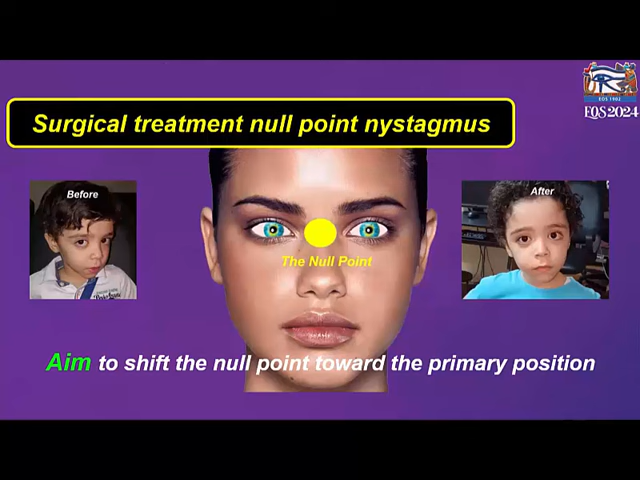 EOS 1902
EOS2024
Surgical treatment null point nystagmus
Before
After
The Null Point
Aim to shift the null point toward the primary position